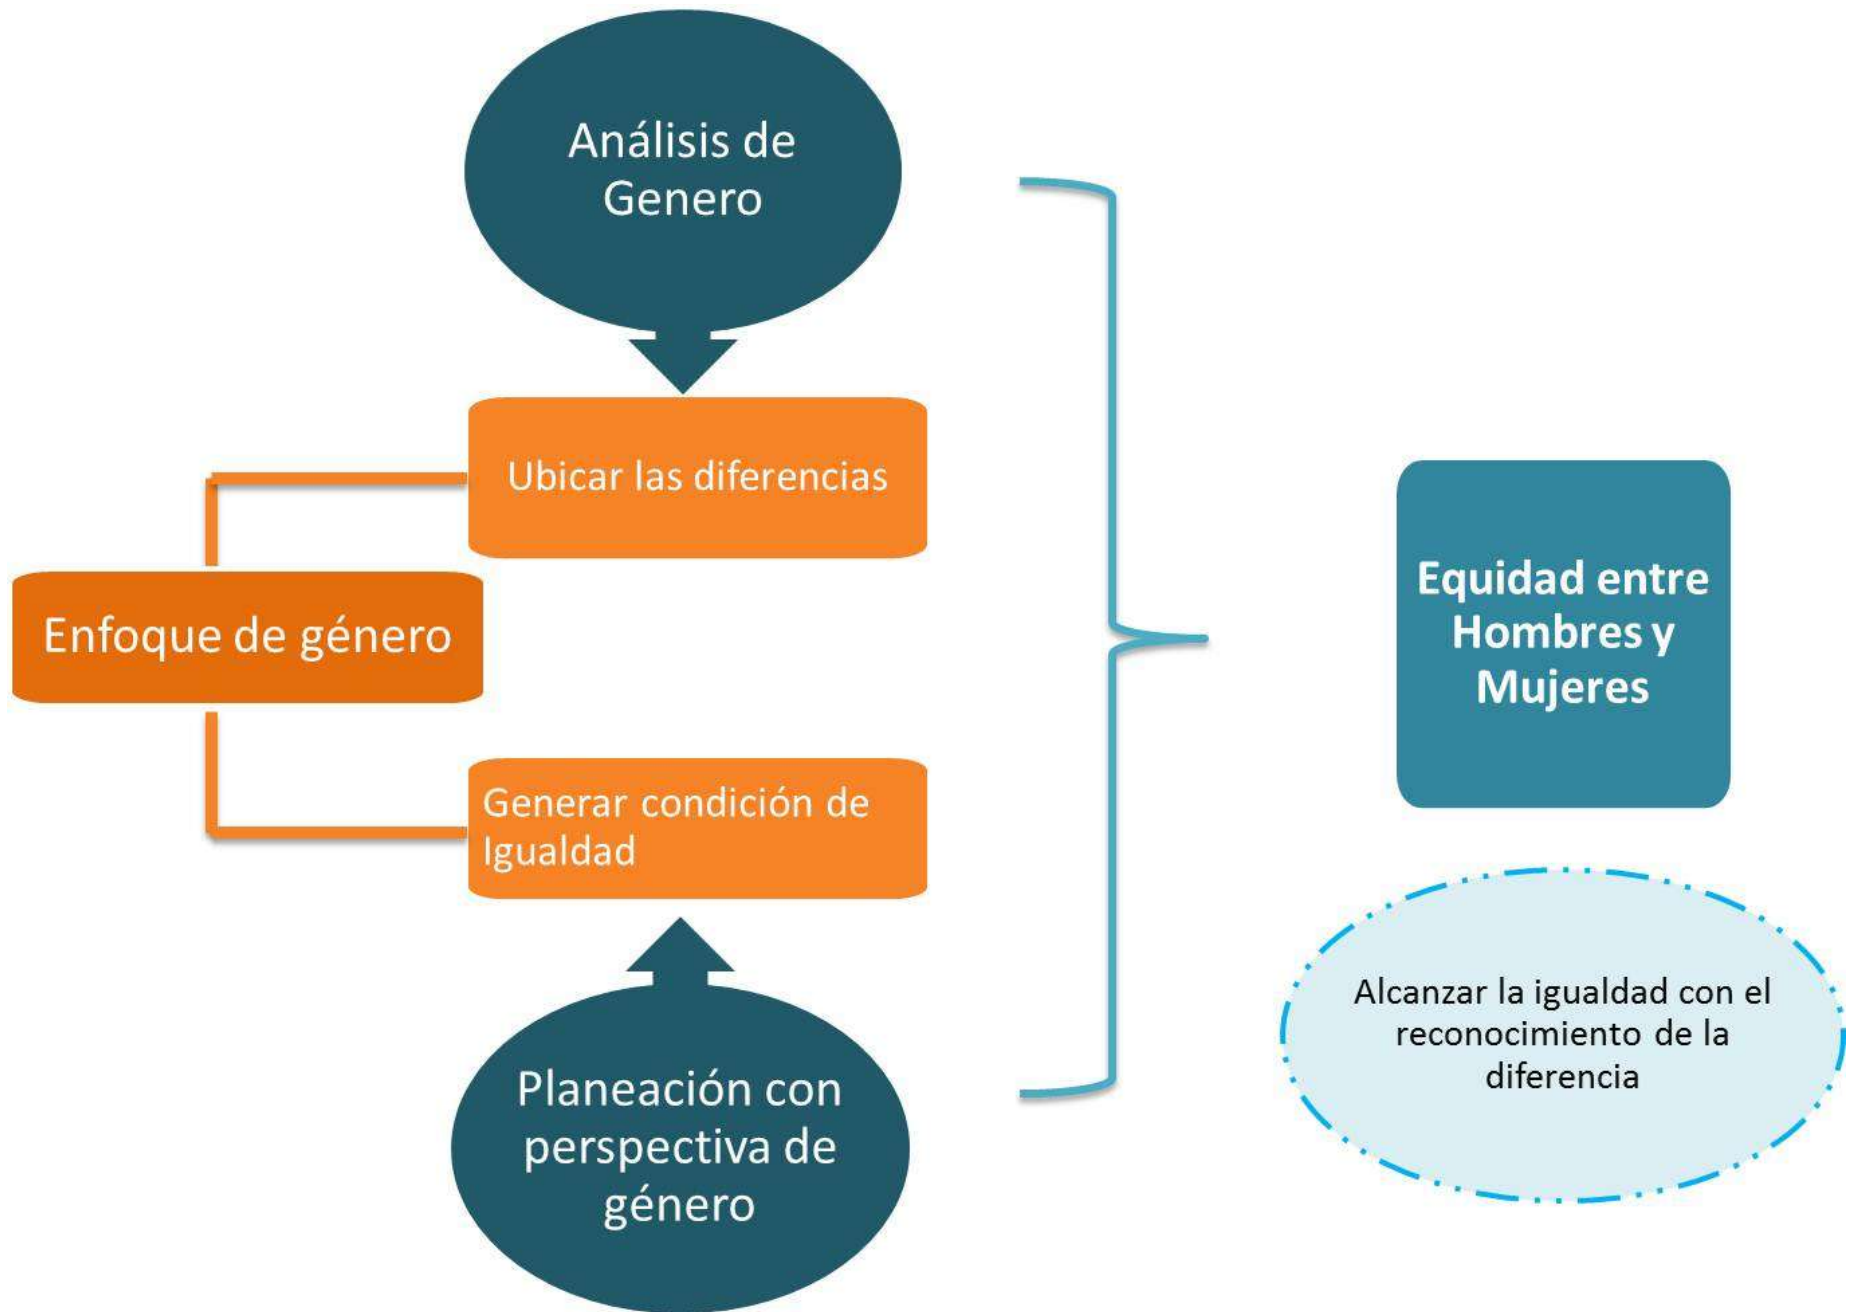 Análisis de
Genero
Ubicar las diferencias
Enfoque de género
Generar condición de
Igualdad
Planeación con
perspectiva de
género
Equidad entre
Hombres y
Mujeres
Alcanzar la igualdad con el
reconocimiento de la
diferencia